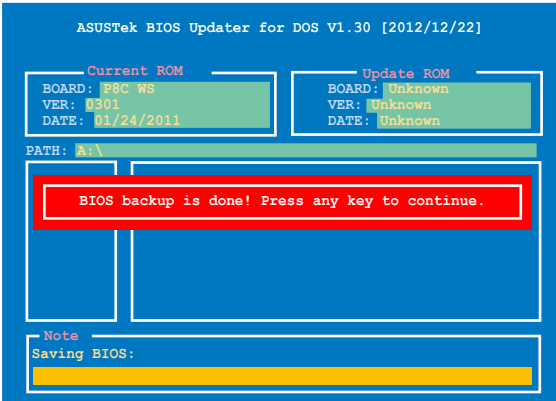 ASUSTek BIOS Updater for DOS V1.30 [2012/12/22]
Current ROM
BOARD: P8C WS
VER: 0301
DATE: 01/24/2011
Update ROM
BOARD: Unknown
VER: Unknown
DATE: Unknown
PATH: A:\
BIOS backup is done! Press any key to continue.
Note
Saving BIOS: